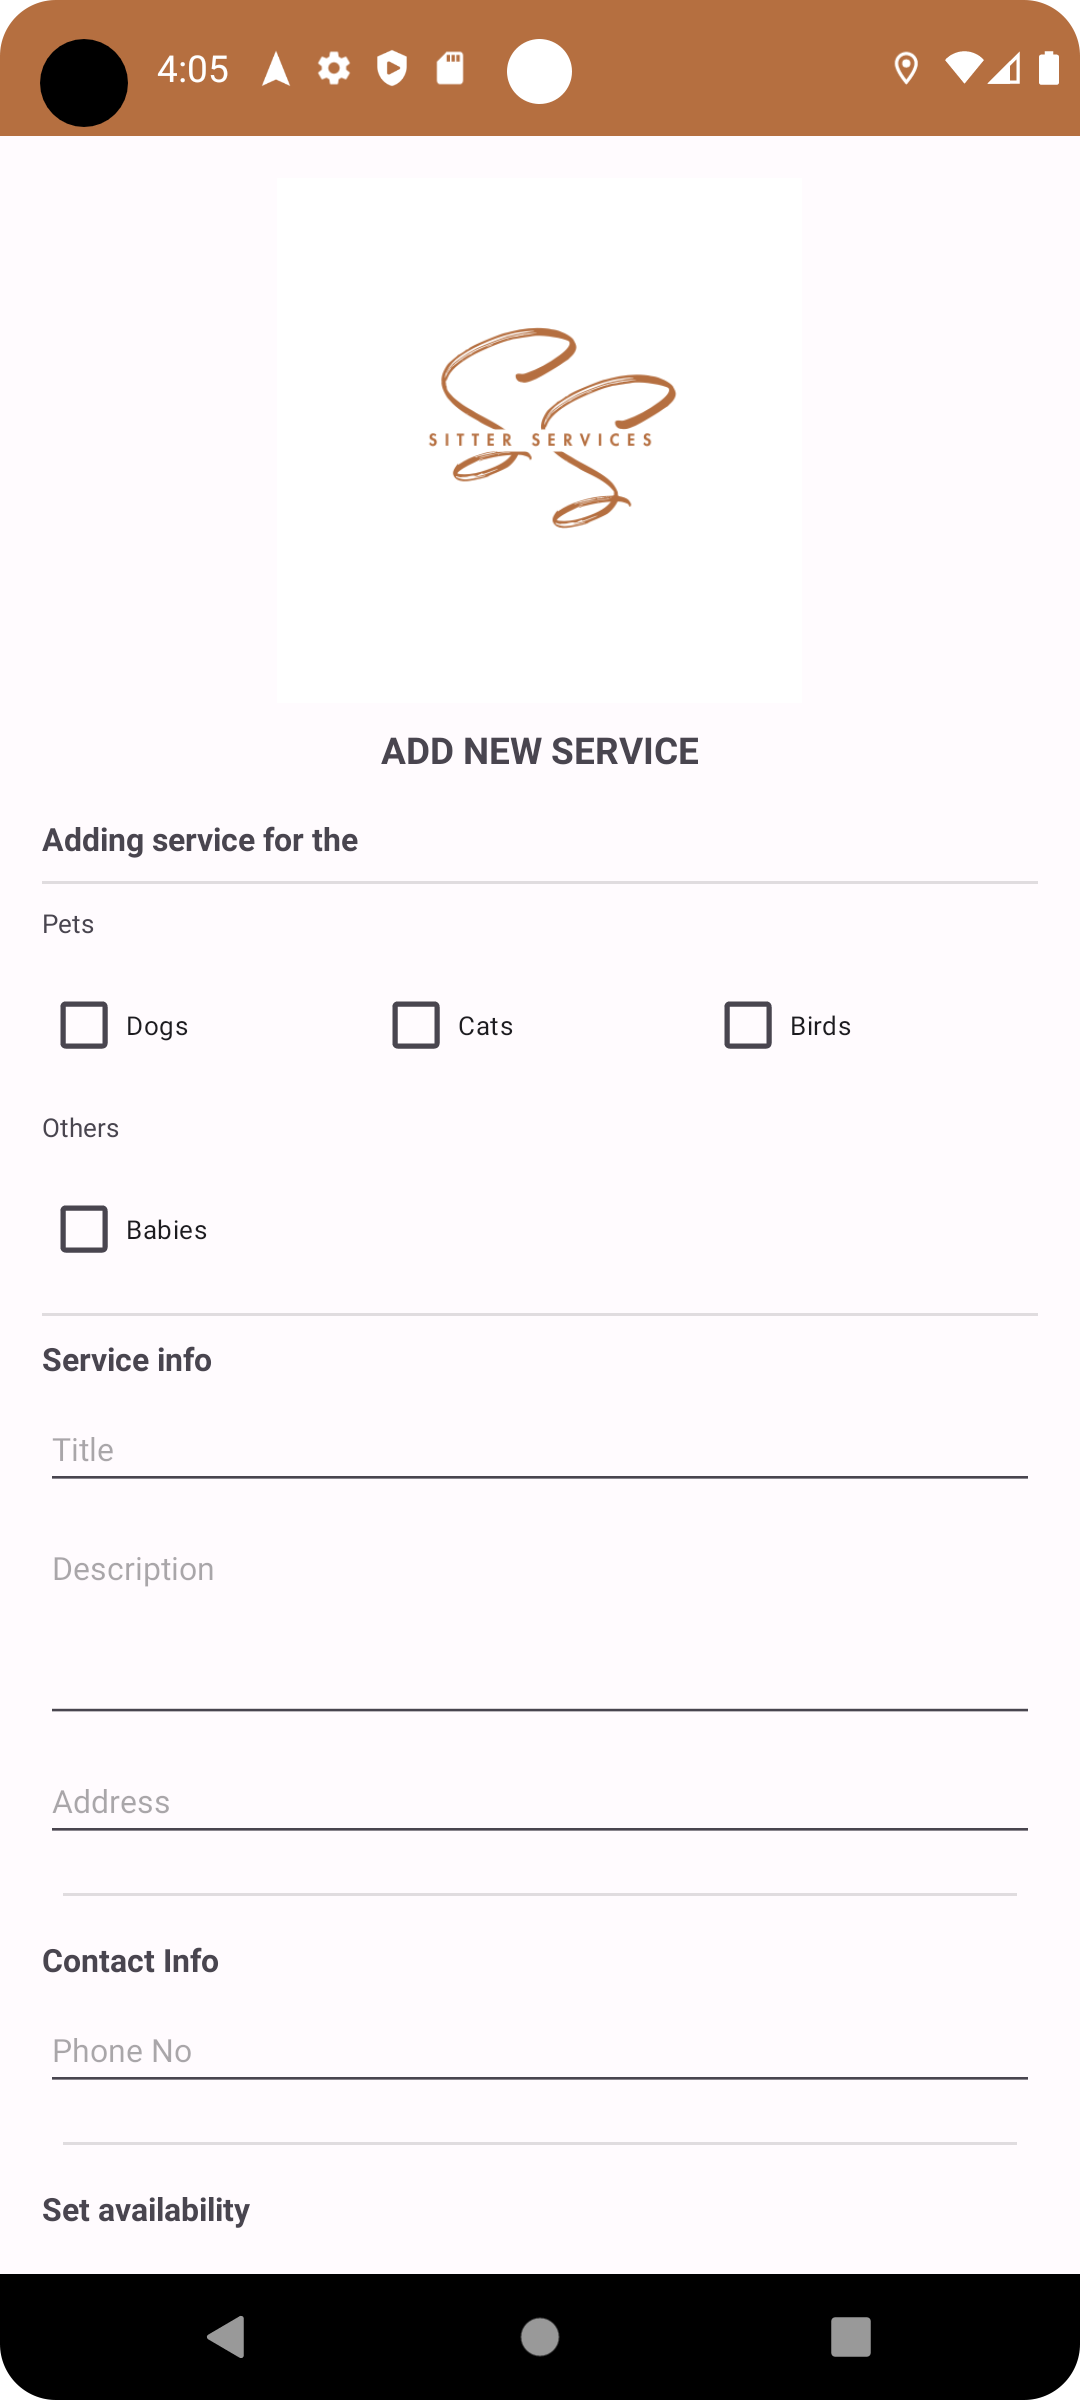 4:05
SITTER SERVICES
ADD NEW SERVICE
Adding service for the
Pets
Dogs
Cats
Birds
Others
Babies
Service info
Title
Description
Address
Contact Info
Phone No
Set availability